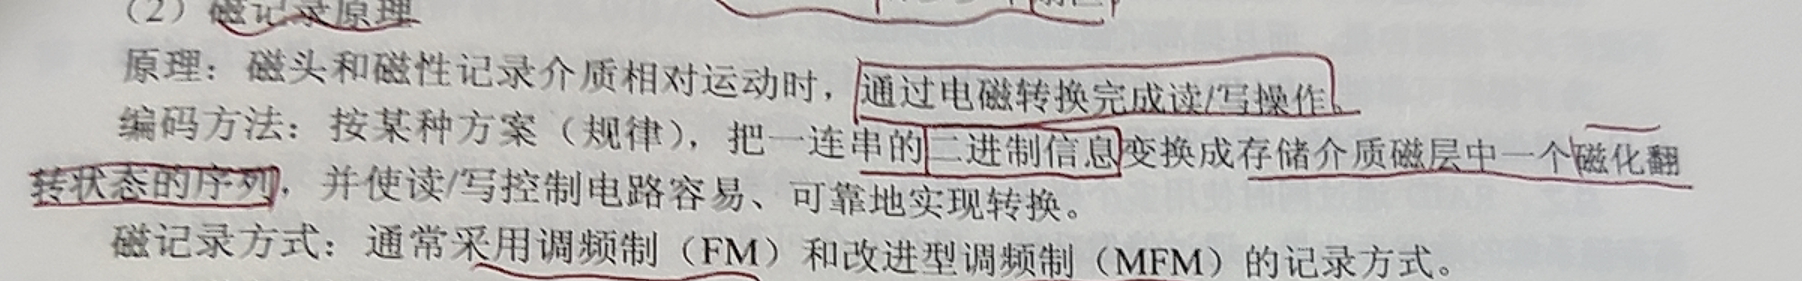 （2）磁记录原理
原理：磁头和磁性记录介质相对运动时，通过电磁转换完成读/写操作。
编码方法：按某种方案（规律），把一连串的二进制信息变换成存储介质磁层中一个磁化翻
转状态的序列，并使读/写控制电路容易、可靠地实现转换。
磁记录方式：通常采用调频制（FM）和改进型调频制（MFM）的记录方式。